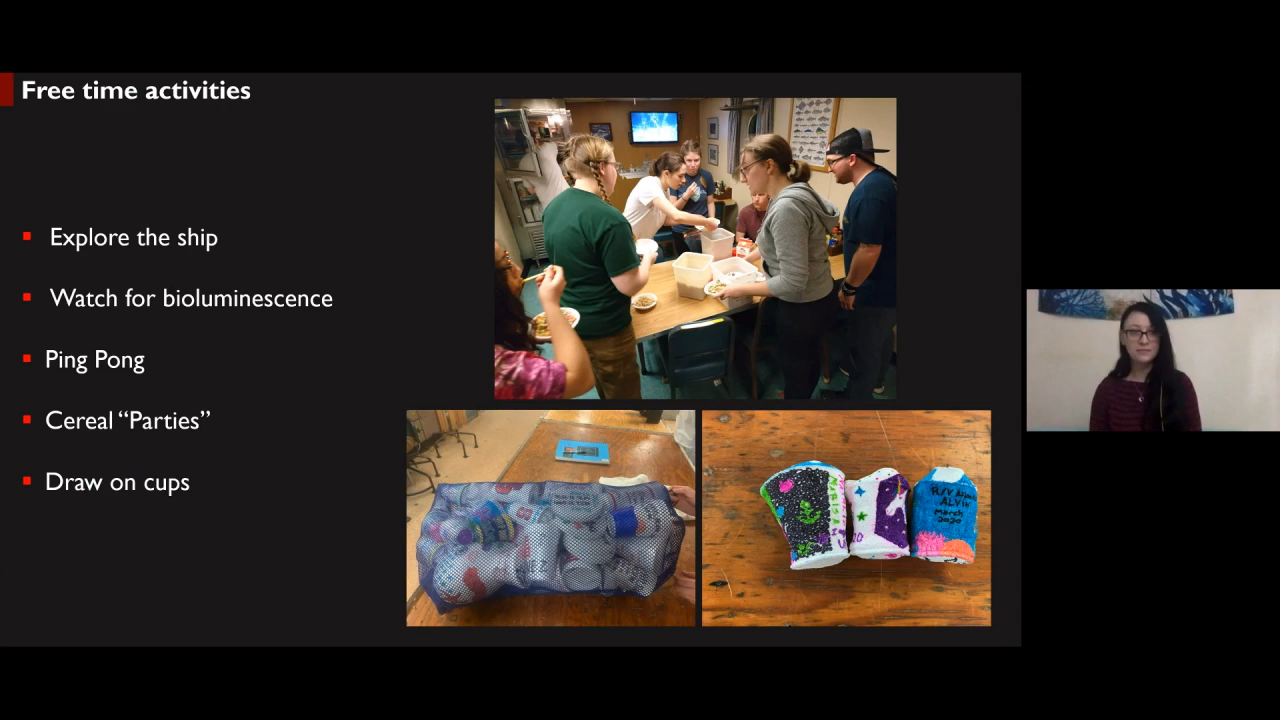 Free time activities
Explore the ship
Watch for bioluminescence
Ping Pong
Cereal “Parties”
Draw on cups
ALVIN
March
2020